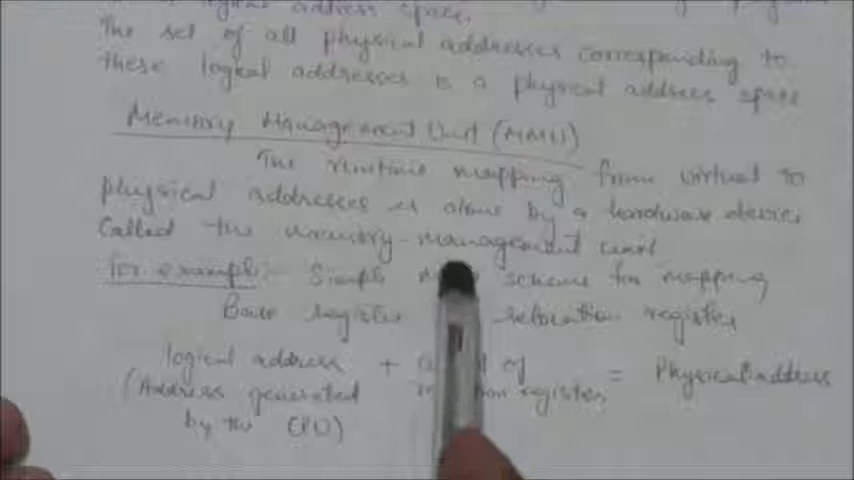 logical address space.
The set of all physical addresses corresponding to
these logical addresses is a physical address space
Memory Management Unit (MMU)
The runtime mapping from virtual to
physical addresses is done by a hardware device
Called the memory-management unit
for example:- Simple scheme for mapping
Base register relocation register
logical address + of = Physical address
(Address generated register
by the CPU)